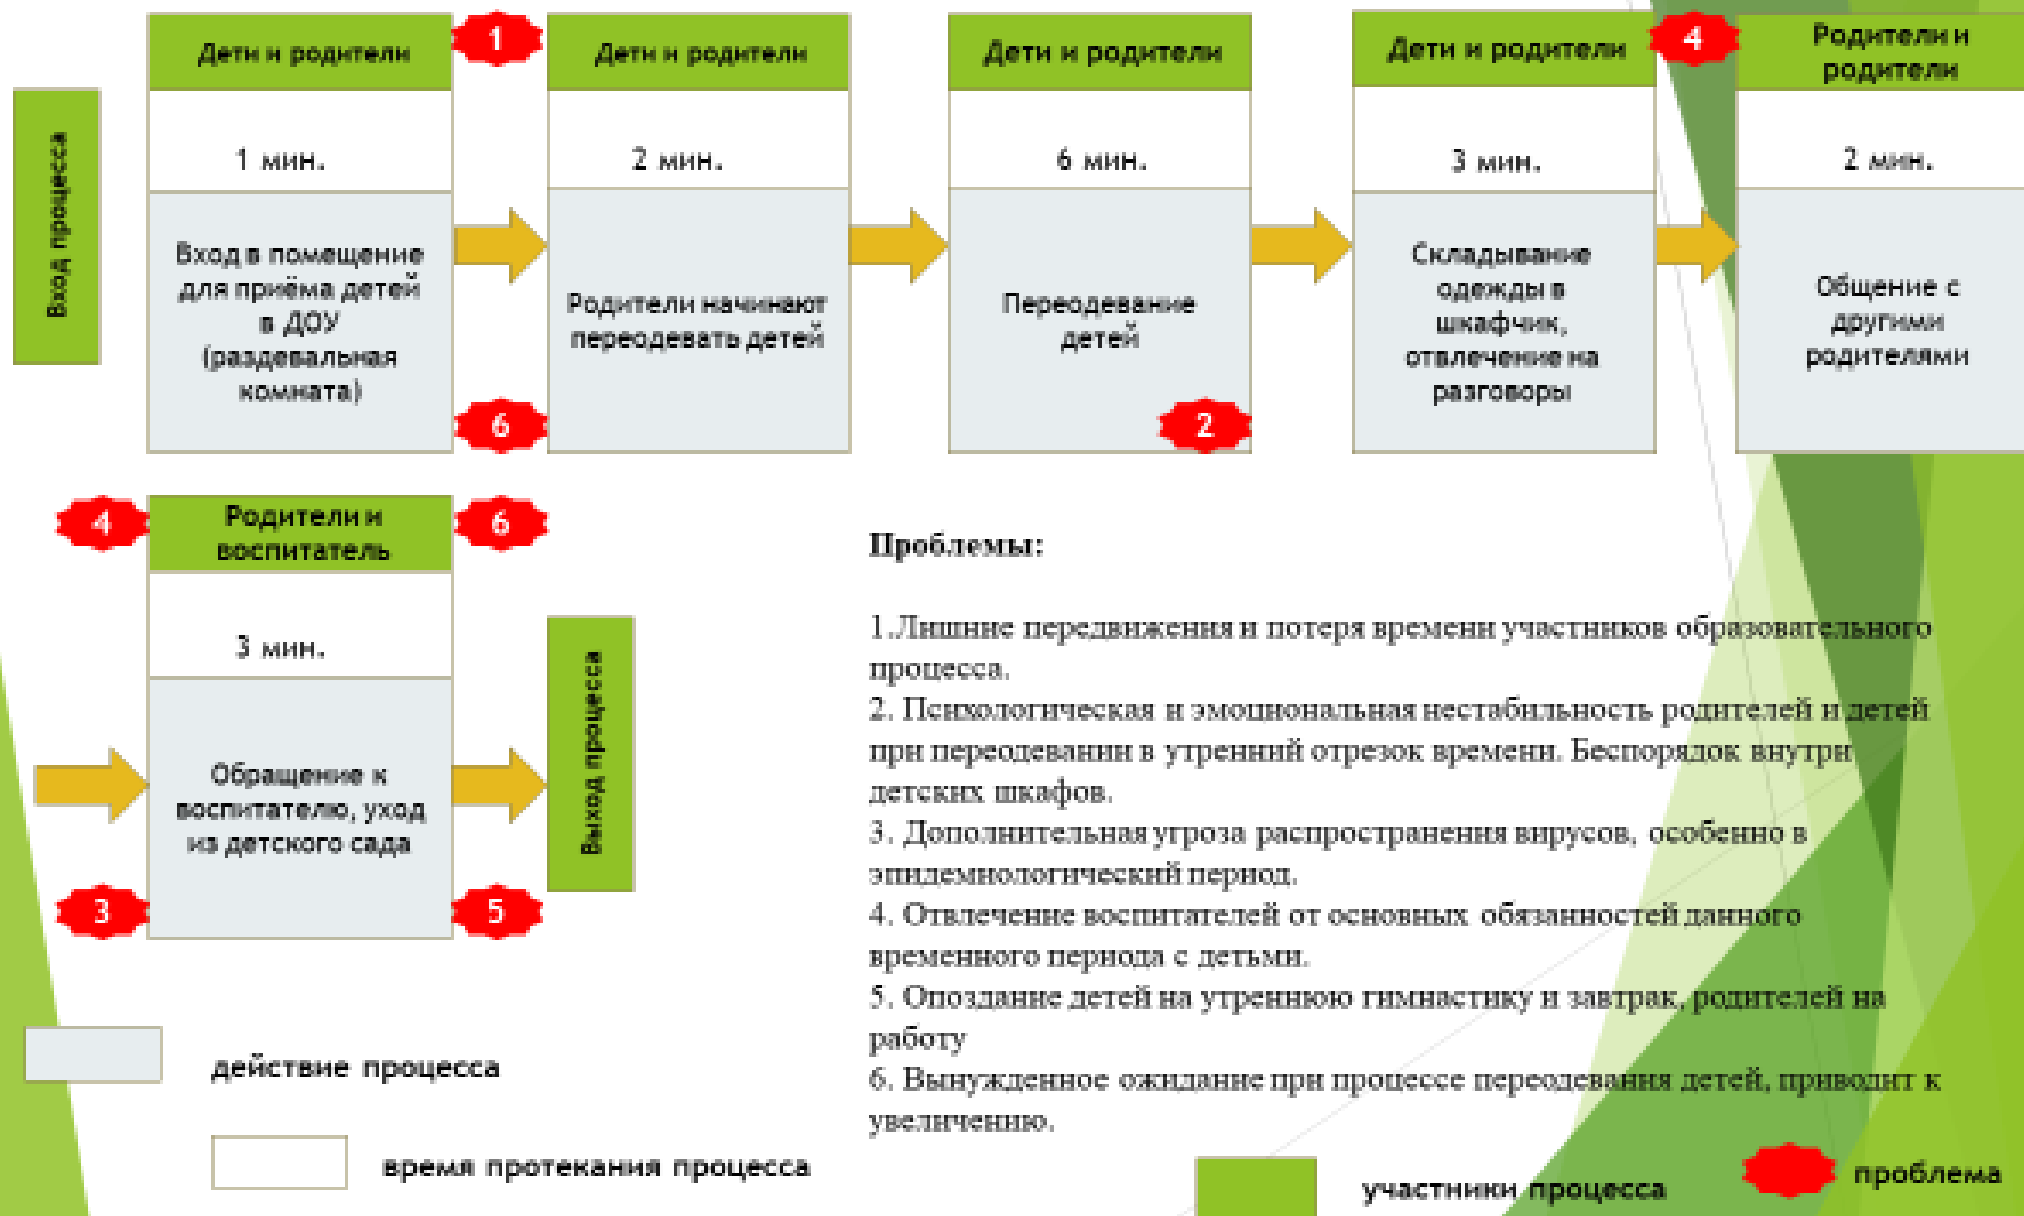 Вход процесса
Дети и родители
1 мин.
Вход в помещение
для приёма детей
в ДОУ
(раздевальная
комната)
1
6
Дети и родители
2 мин.
Родители начинают
переодевать детей
Дети и родители
6 мин.
Переодевание
детей
2
Дети и родители
3 мин.
Складывание
одежды в
шкафчик,
отвлечение на
разговоры
4
Родители и
родители
2 мин.
Общение с
другими
родителями
4
Родители и
воспитатель
6
3 мин.
Обращение к
воспитателю, уход
из детского сада
3
5
Выход процесса
Проблемы:
1.Лишние передвижения и потеря времени участников образовательного
процесса.
2. Психологическая и эмоциональная нестабильность родителей и детей
при переодевании в утренний отрезок времени. Беспорядок внутри
детских шкафов.
3. Дополнительная угроза распространения вирусов, особенно в
эпидемиологический период.
4. Отвлечение воспитателей от основных обязанностей данного
временного периода с детьми.
5. Опоздание детей на утреннюю гимнастику и завтрак, родителей на
работу
6. Вынужденное ожидание при процессе переодевания детей, приводит к
увеличению.
действие процесса
время протекания процесса
участники процесса
проблема